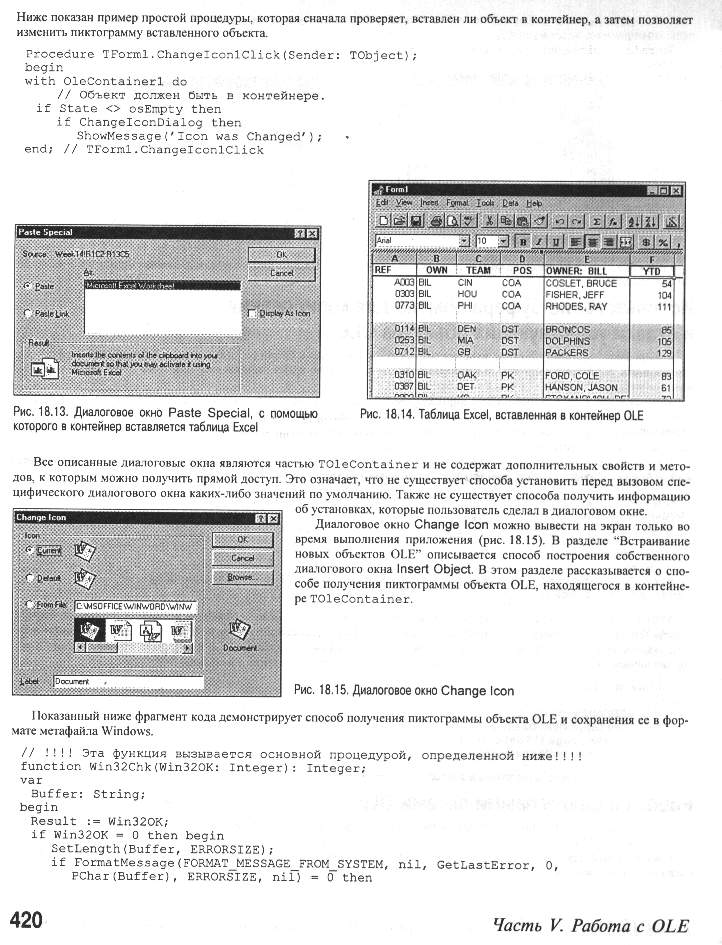 Ниже показан пример простой процедуры, которая сначала проверяет, вставлен ли объект в контейнер, а затем позволяет
изменить пиктограмму вставленного объекта.
Procedure TForm1.ChangeIcon1Click(Sender: TObject);
begin
with OleContainer1 do
// Объект должен быть в контейнере.
if State <> osEmpty then
if ChangeIconDialog then
ShowMessage('Icon was Changed');
end; // TForm1.ChangeIcon1Click
Paste Special
Source: Week14!R1C2:R13C5
As:
Paste
Microsoft Excel Worksheet
Paste Link
OK
Cancel
Display As Icon
Result
Inserts the contents of the clipboard into your
document so that you may activate it using
Microsoft Excel
Рис. 18.13. Диалоговое окно Paste Special, с помощью
которого в контейнер вставляется таблица Excel
Form1
Edit View Insert Format Tools Data Help
Arial 10 B I U $ % ,
A B C D E F
REF OWN TEAM POS OWNER: BILL YTD
A003 BIL CIN COA COSLET, BRUCE 54
0303 BIL HOU COA FISHER, JEFF 104
0773 BIL PHI COA RHODES, RAY 111
0114 BIL DEN DST BRONCOS 85
0253 BIL MIA DST DOLPHINS 105
0712 BIL GB DST PACKERS 129
0310 BIL OAK PK FORD, COLE 83
0387 BIL DET PK HANSON, JASON 61
Рис. 18.14. Таблица Excel, вставленная в контейнер OLE
Все описанные диалоговые окна являются частью TOleContainer и не содержат дополнительных свойств и мето-
дов, к которым можно получить прямой доступ. Это означает, что не существует способа установить перед вызовом спе-
цифического диалогового окна каких-либо значений по умолчанию. Также не существует способа получить информацию
об установках, которые пользователь сделал в диалоговом окне.
Диалоговое окно Change Icon можно вывести на экран только во
время выполнения приложения (рис. 18.15). В разделе “Встраивание
новых объектов OLE” описывается способ построения собственного
диалогового окна Insert Object. В этом разделе рассказывается о спо-
собе получения пиктограммы объекта OLE, находящегося в контейне-
ре TOleContainer.
Change Icon
Icon
Current
Default
From File:
C:\MSOFFICE\WINWORD\WINW
OK
Cancel
Browse...
Document
Label: Document
Рис. 18.15. Диалоговое окно Change Icon
Показанный ниже фрагмент кода демонстрирует способ получения пиктограммы объекта OLE и сохранения ее в фор-
мате метафайла Windows.
// !!!! Эта функция вызывается основной процедурой, определенной ниже!!!!
function Win32Chk(Win32OK: Integer): Integer;
var
Buffer: String;
begin
Result := Win32OK;
if Win32OK = 0 then begin
SetLength(Buffer, ERRORSIZE);
if FormatMessage(FORMAT_MESSAGE_FROM_SYSTEM, nil, GetLastError, 0,
PChar(Buffer), ERRORSIZE, nil) = 0 then
420
Часть V. Работа с OLE